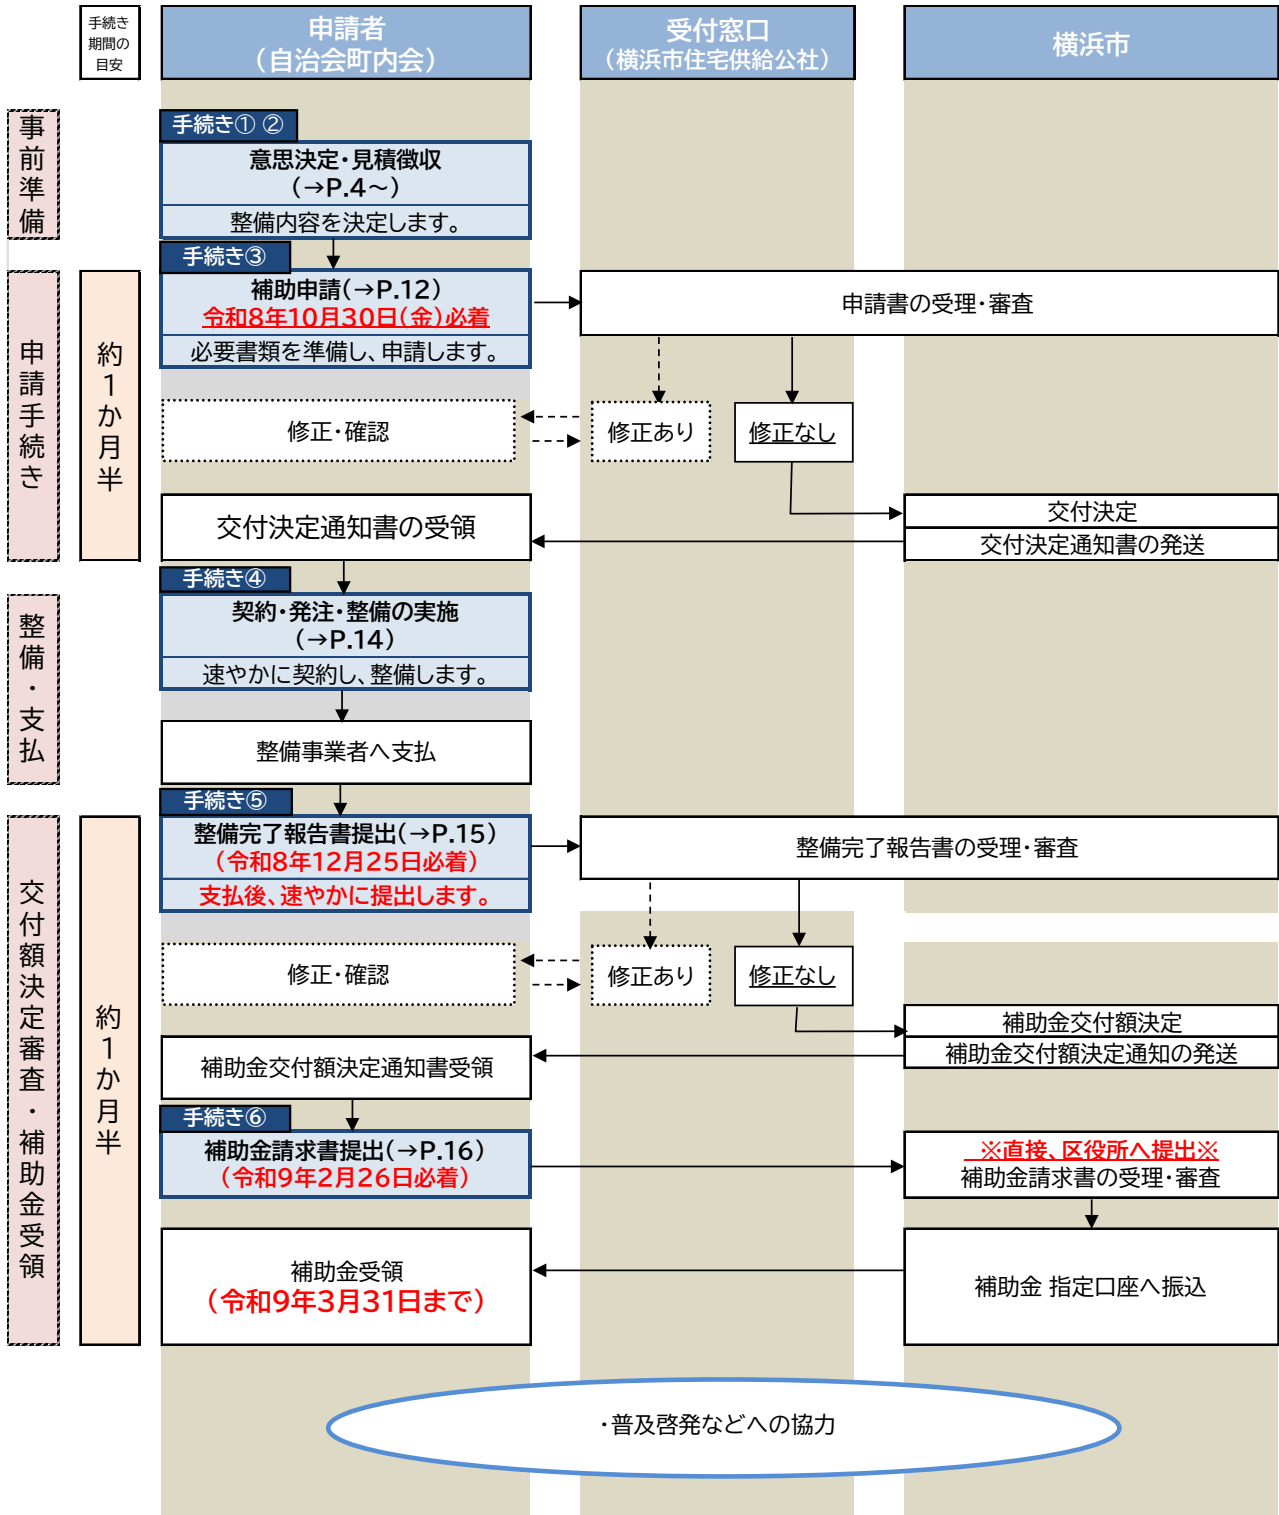 手続き
期間の
目安
申請者
（自治会町内会）
受付窓口
（横浜市住宅供給公社）
横浜市
事前準備
手続き① ②
意思決定・見積徴収
（→P.4～）
整備内容を決定します。
申請手続き
約１か月半
手続き③
補助申請（→P.12）
令和8年10月30日（金）必着
必要書類を準備し、申請します。
申請書の受理・審査
修正・確認
修正あり
修正なし
交付決定通知書の受領
交付決定
交付決定通知書の発送
整備・支払
手続き④
契約・発注・整備の実施
（→P.14）
速やかに契約し、整備します。
整備事業者へ支払
交付額決定審査・補助金受領
約１か月半
手続き⑤
整備完了報告書提出（→P.15）
（令和8年12月25日必着）
支払後、速やかに提出します。
整備完了報告書の受理・審査
修正・確認
修正あり
修正なし
補助金交付額決定
補助金交付額決定通知の発送
補助金交付額決定通知書受領
手続き⑥
補助金請求書提出（→P.16）
（令和9年2月26日必着）
※直接、区役所へ提出※
補助金請求書の受理・審査
補助金受領
（令和9年3月31日まで）
補助金 指定口座へ振込
・普及啓発などへの協力